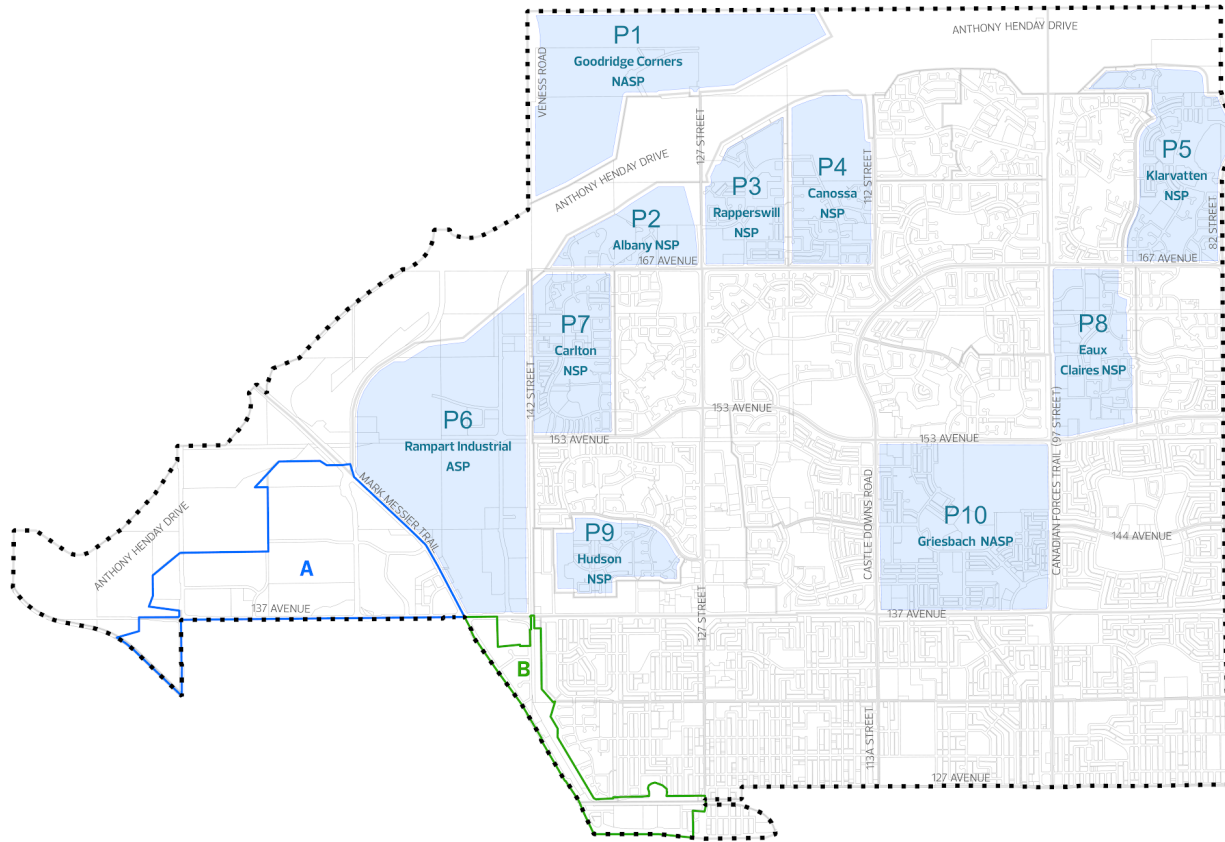 P1
Goodridge Corners
NASP
ANTHONY HENDAY DRIVE
VENESS ROAD
127 STREET
ANTHONY HENDAY DRIVE
P2
Albany NSP
P3
Rapperswill
NSP
P4
Canossa
NSP
112 STREET
P5
Klarvatten
NSP
82 STREET
167 AVENUE
167 AVENUE
P6
Rampart Industrial
ASP
142 STREET
P7
Carlton
NSP
P8
Eaux
Claires NSP
153 AVENUE
153 AVENUE
153 AVENUE
CANADIAN FORCES TRAIL (97 STREET)
MARK MESSIER TRAIL
ANTHONY HENDAY DRIVE
A
P9
Hudson
NSP
CASTLE DOWNS ROAD
P10
Griesbach NASP
144 AVENUE
137 AVENUE
127 STREET
137 AVENUE
B
113A STREET
127 AVENUE